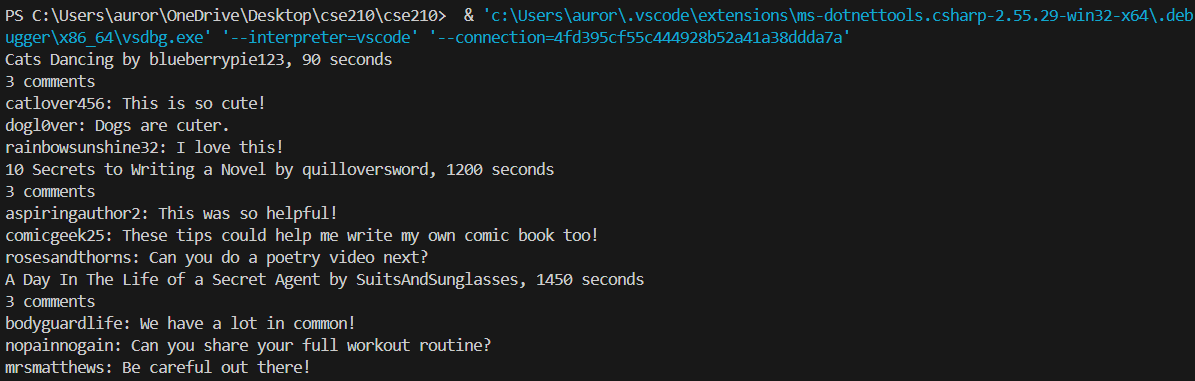 PS C:\Users\auror\OneDrive\Desktop\cse210\cse210>  & 'c:\Users\auror\.vscode\extensions\ms-dotnettools.csharp-2.55.29-win32-x64\.deb
ugger\x86_64\vsdbg.exe' '--interpreter=vscode' '--connection=4fd395cf55c444928b52a41a38ddda7a'
Cats Dancing by blueberrypie123, 90 seconds
3 comments
catlover456: This is so cute!
dogl0ver: Dogs are cuter.
rainbowsunshine32: I love this!
10 Secrets to Writing a Novel by quilloversword, 1200 seconds
3 comments
aspiringauthor2: This was so helpful!
comicgeek25: These tips could help me write my own comic book too!
rosesandthorns: Can you do a poetry video next?
A Day In The Life of a Secret Agent by SuitsAndSunglasses, 1450 seconds
3 comments
bodyguardlife: We have a lot in common!
nopainnogain: Can you share your full workout routine?
mrsmatthews: Be careful out there!